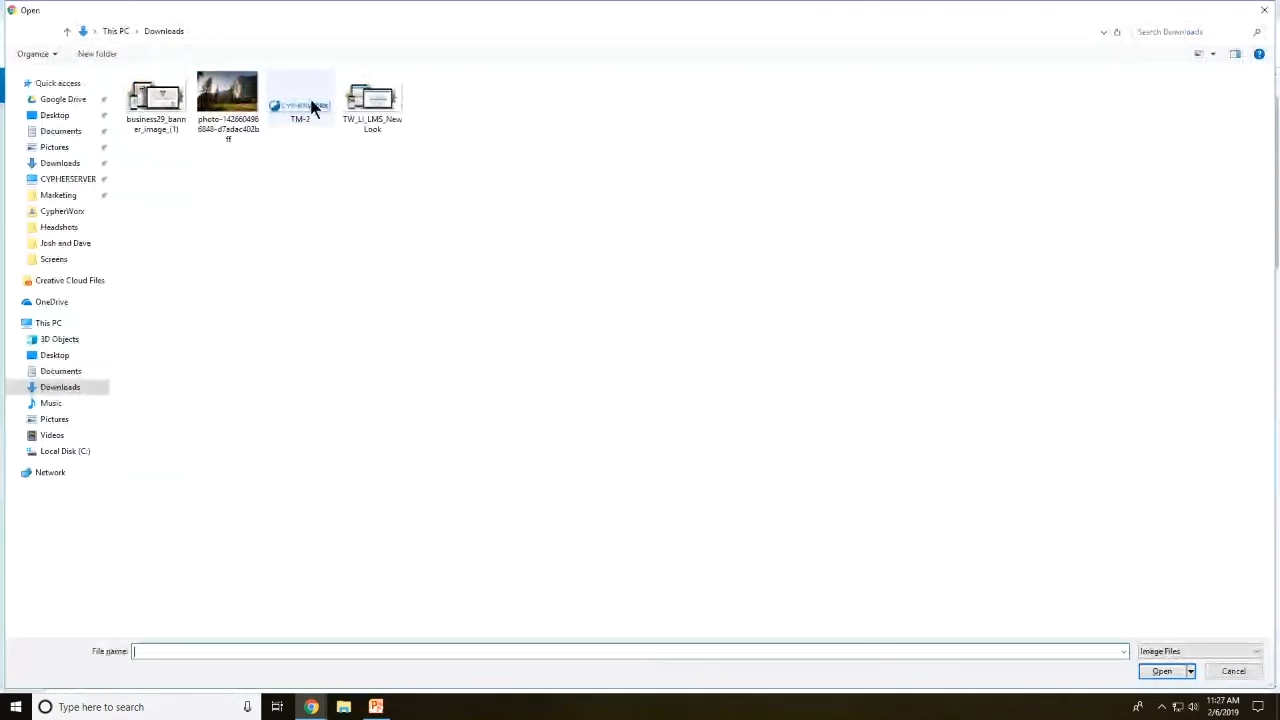 Open
This PC
Downloads
Search Downloads
Organize
New folder
Quick access
Google Drive
Desktop
Documents
Pictures
Downloads
CYPHERSERVER
Marketing
CypherWorx
Headshots
Josh and Dave
Screens
Creative Cloud Files
OneDrive
This PC
3D Objects
Desktop
Documents
Downloads
Music
Pictures
Videos
Local Disk (C:)
Network
business29_bann
er_image_(1)
photo-142660498
6848-d7adac402b
ff
CYPHERWORX
TM-2
TW_LI_LMS_New
Look
File name:
Image Files
Open
Cancel
Type here to search
11:27 AM
2/6/2019